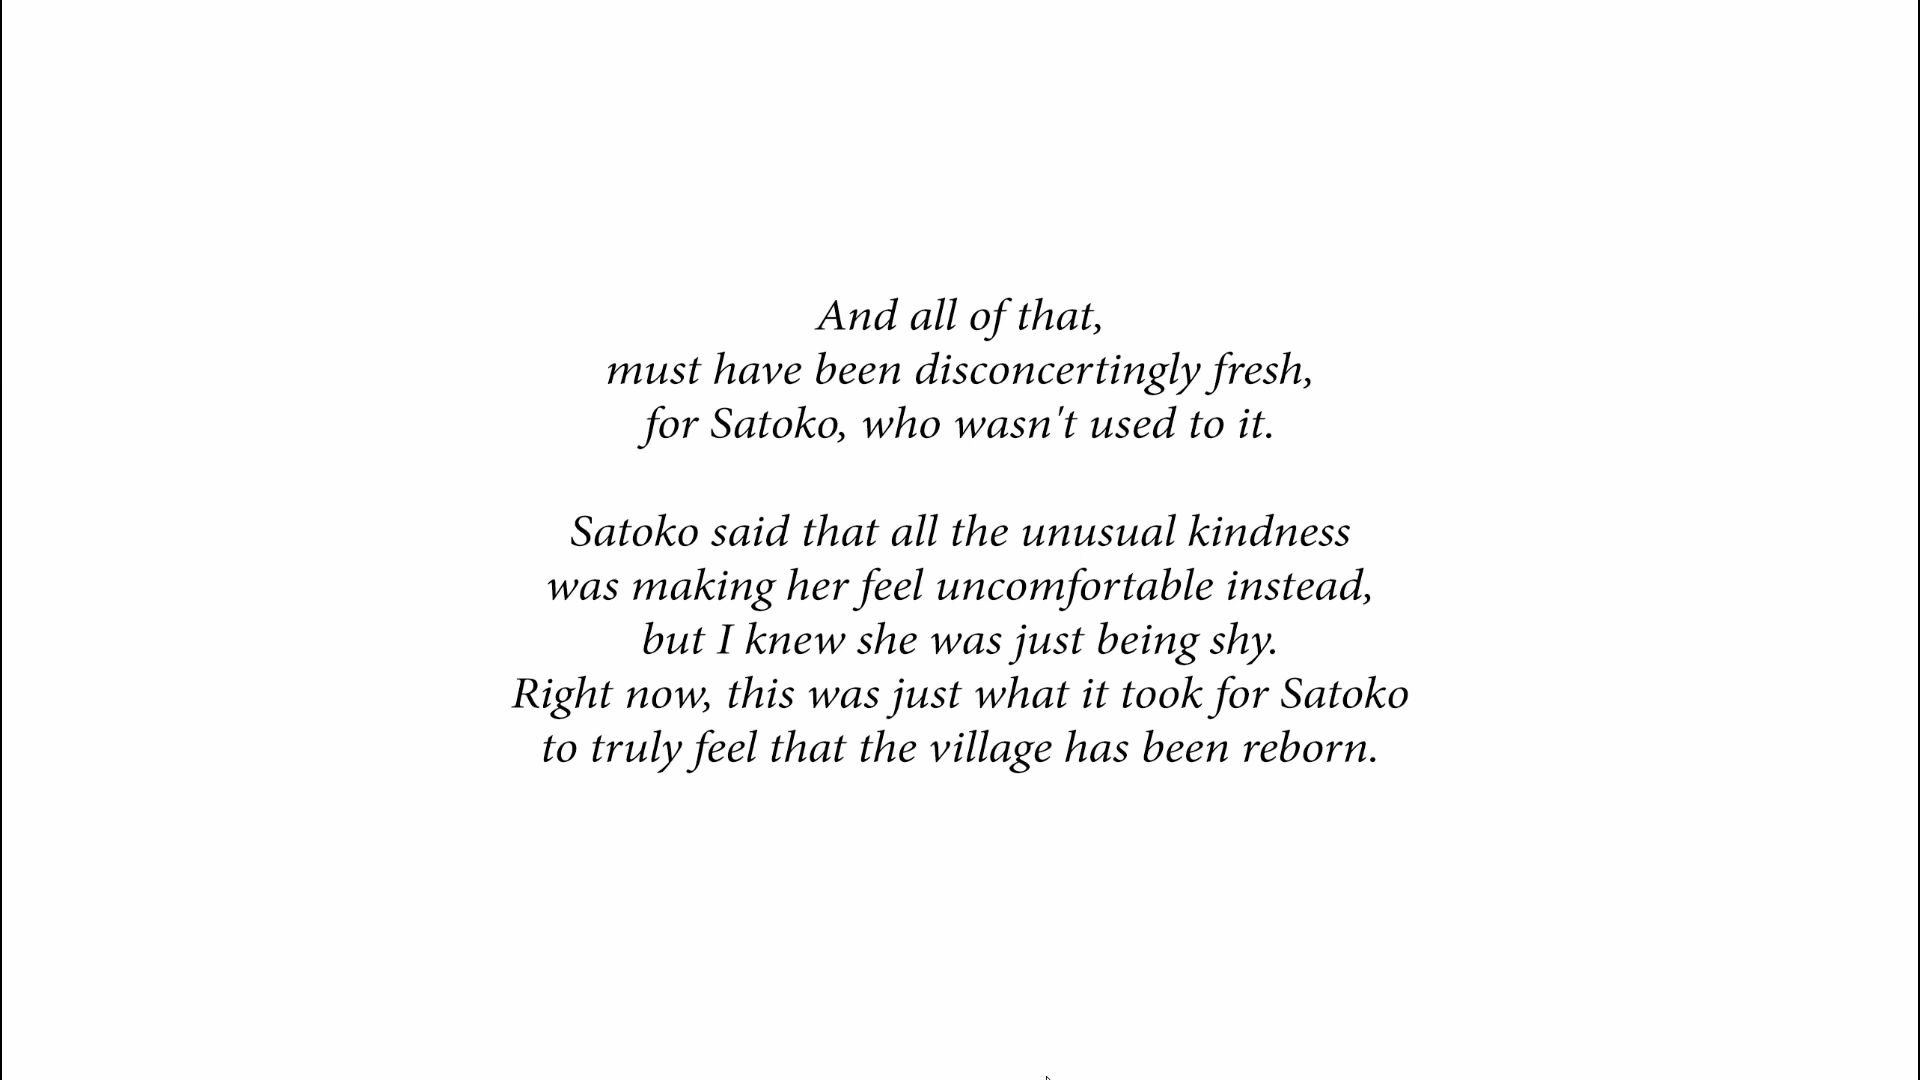 And all of that,
must have been disconcertingly fresh,
for Satoko, who wasn't used to it.
Satoko said that all the unusual kindness
was making her feel uncomfortable instead,
but I knew she was just being shy.
Right now, this was just what it took for Satoko
to truly feel that the village has been reborn.